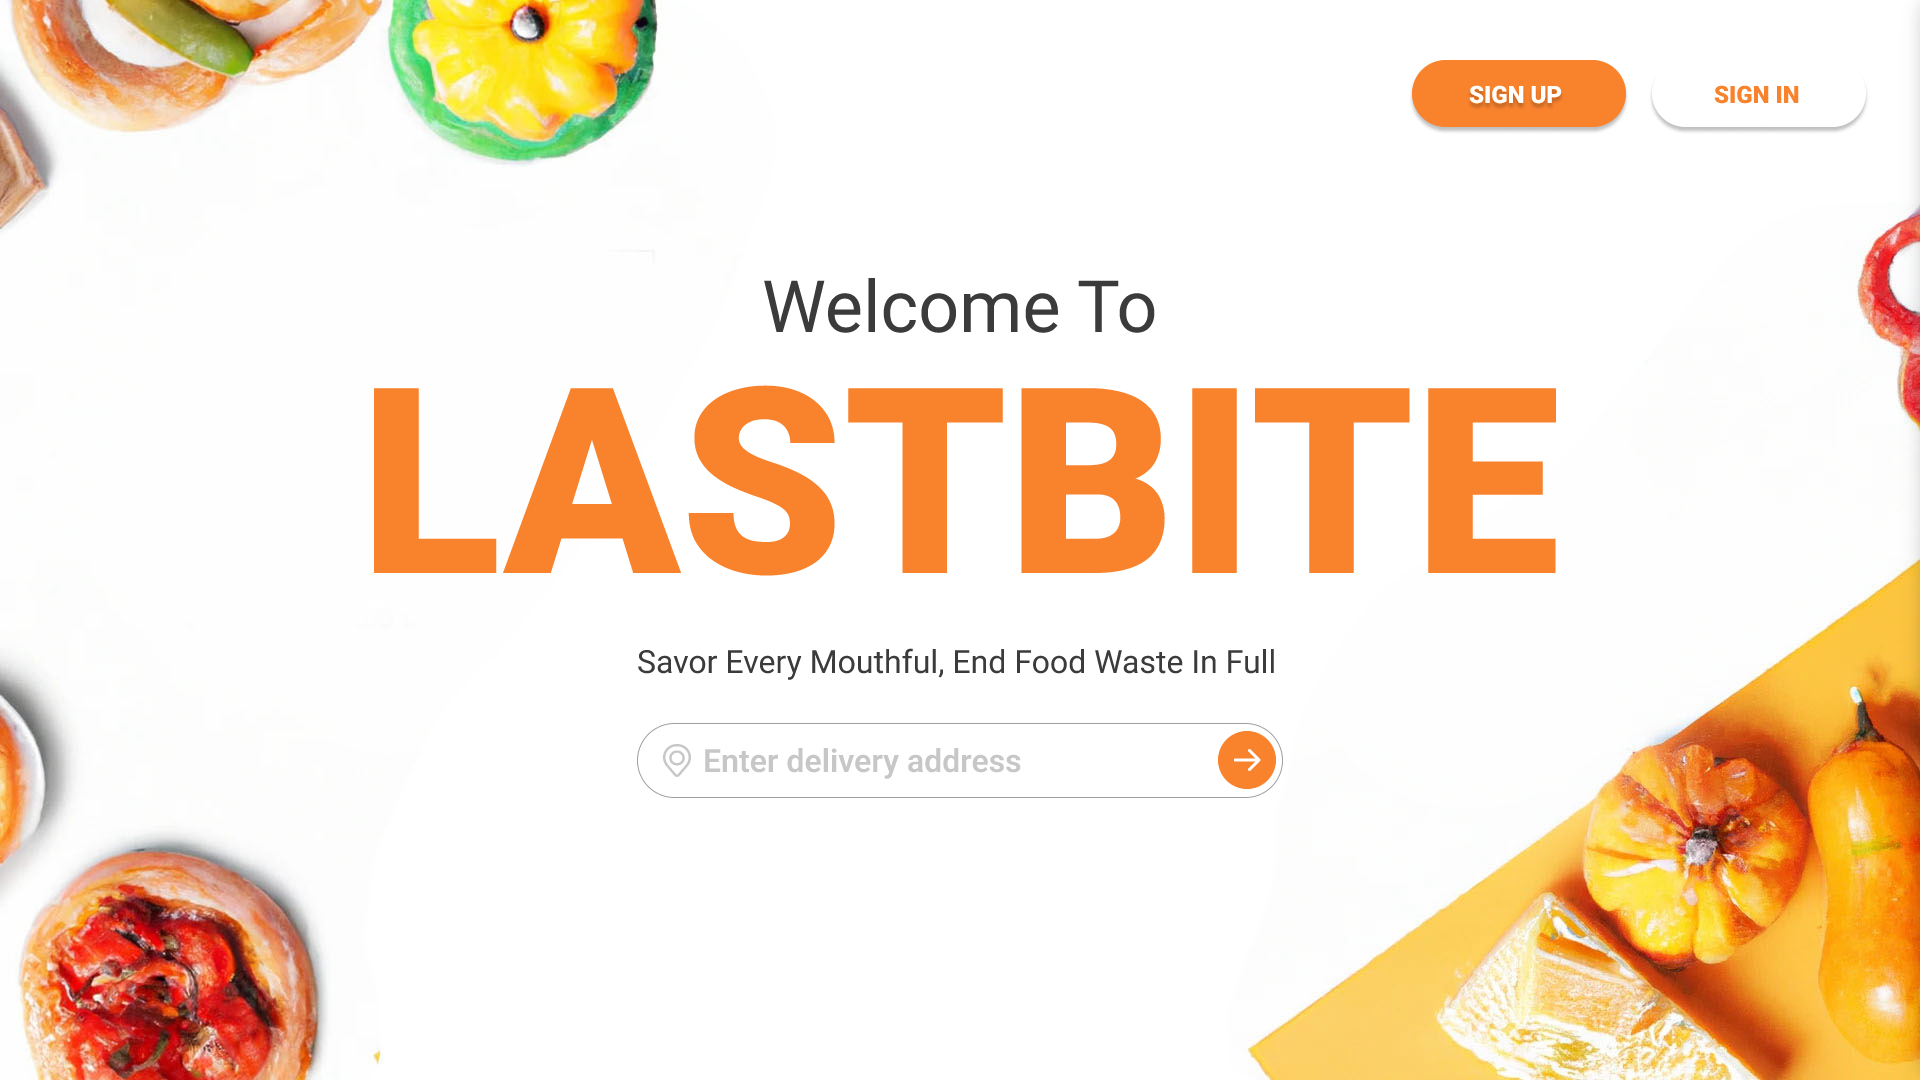 SIGN UP
SIGN IN
Welcome To
LASTBITE
Savor Every Mouthful, End Food Waste In Full
Enter delivery address